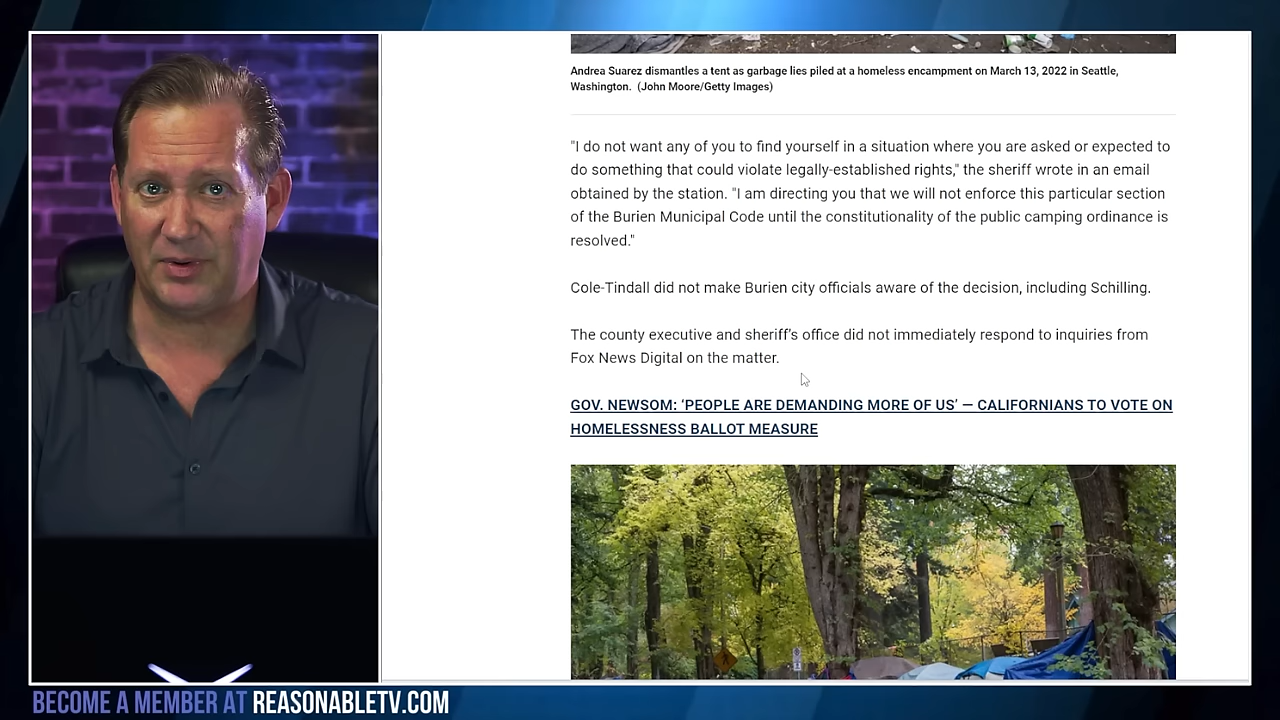 Andrea Suarez dismantles a tent as garbage lies piled at a homeless encampment on March 13, 2022 in Seattle,
Washington. (John Moore/Getty Images)
"I do not want any of you to find yourself in a situation where you are asked or expected to
do something that could violate legally-established rights," the sheriff wrote in an email
obtained by the station. "I am directing you that we will not enforce this particular section
of the Burien Municipal Code until the constitutionality of the public camping ordinance is
resolved."
Cole-Tindall did not make Burien city officials aware of the decision, including Schilling.
The county executive and sheriff's office did not immediately respond to inquiries from
Fox News Digital on the matter.
GOV. NEWSOM: ‘PEOPLE ARE DEMANDING MORE OF US’ — CALIFORNIANS TO VOTE ON
HOMELESSNESS BALLOT MEASURE
BECOME A MEMBER AT REASONABLETV.COM